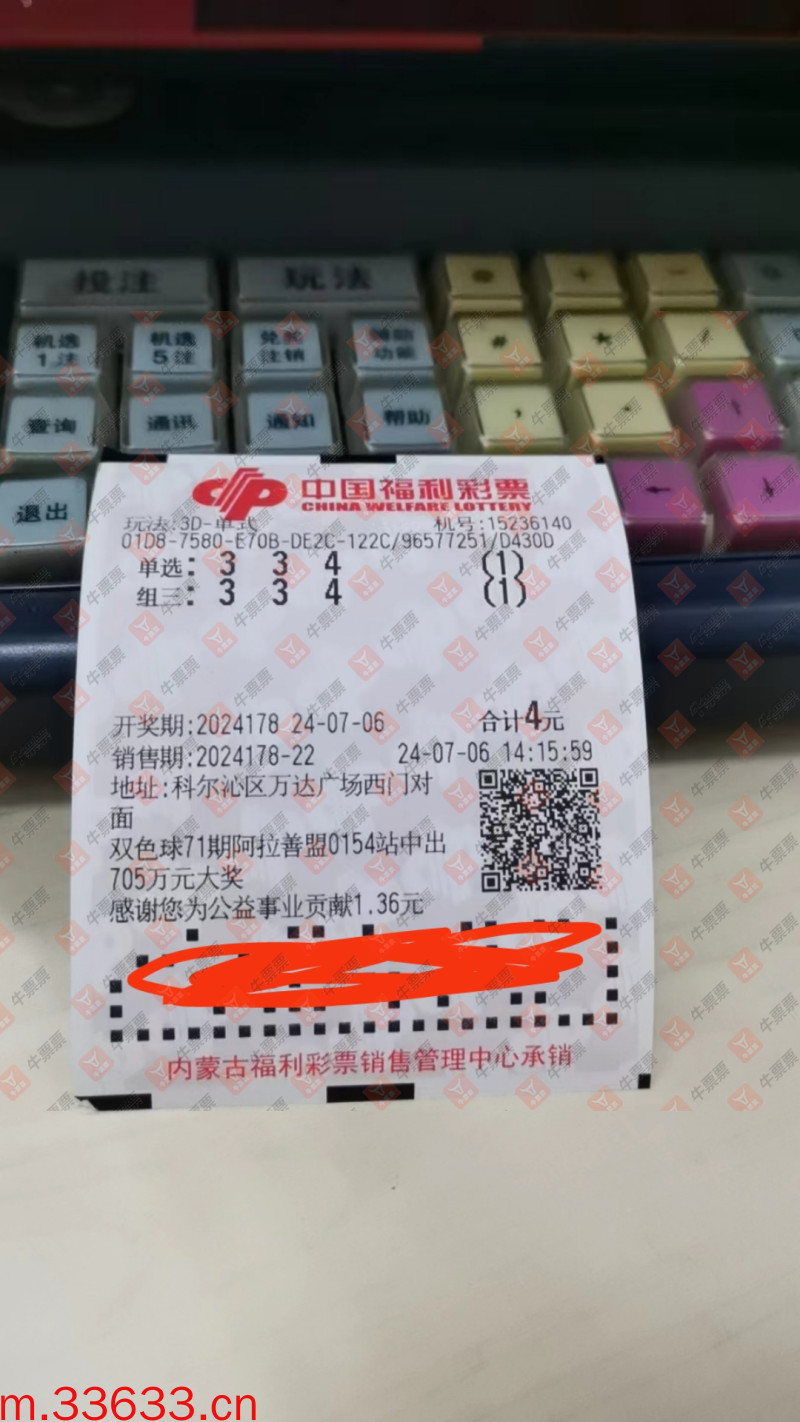 投注 玩法
机选1注 机选5注 兑奖注销 辅助功能
查询 通讯 通知 帮助
退出
中国福利彩票
CHINA WELFARE LOTTERY
玩法:3D-单式 机号:15236140
01D8-7580-E70B-DE2C-122C/96577251/D430D
单选: 3 3 4 (1)
组三: 3 3 4 (1)
开奖期:2024178 24-07-06 合计4元
销售期:2024178-22 24-07-06 14:15:59
地址:科尔沁区万达广场西门对
面
双色球71期阿拉善盟0154站中出
705万元大奖
感谢您为公益事业贡献1.36元
内蒙古福利彩票销售管理中心承销
牛票票
m.33633.cn